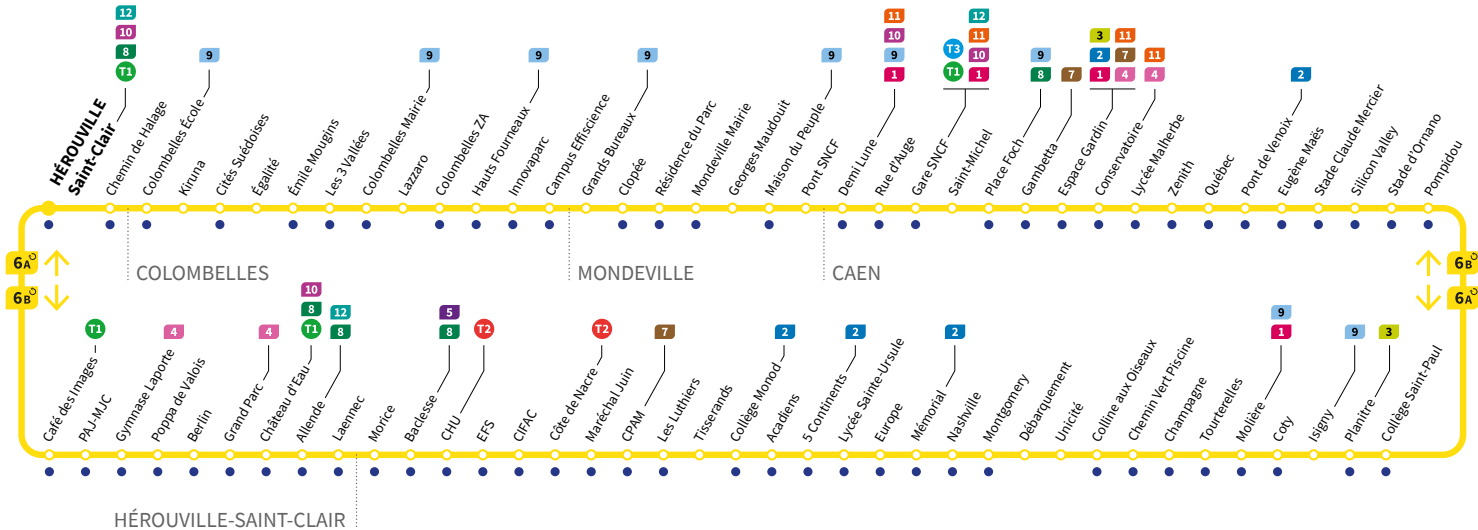 12
10
8
T1
9
9
9
9
9
11
10
9
1
T3
T1
12
11
10
1
9
8
7
3
2
1
11
7
4
11
4
2
HÉROUVILLE
Saint-Clair
Chemin de Halage
Colombelles École
Kiruna
Cités Suédoises
Égalité
Émile Mougins
Les 3 Vallées
Colombelles Mairie
Lazzaro
Colombelles ZA
Hauts Fourneaux
Innovaparc
Campus Effiscience
Grands Bureaux
Clopée
Résidence du Parc
Mondeville Mairie
Georges Maudouit
Maison du Peuple
Pont SNCF
Demi Lune
Rue d'Auge
Gare SNCF
Saint-Michel
Place Foch
Gambetta
Espace Gardin
Conservatoire
Lycée Malherbe
Zenith
Québec
Pont de Venoix
Eugène Maës
Stade Claude Mercier
Silicon Valley
Stade d'Ornano
Pompidou
6A
6B
COLOMBELLES
MONDEVILLE
CAEN
6B
6A
T1
4
4
10
8
T1
12
8
5
8
T2
T2
7
2
2
2
9
1
9
3
Café des Images
PAJ-MJC
Gymnase Laporte
Poppa de Valois
Berlin
Grand Parc
Château d'Eau
Allende
Laennec
Morice
Baclesse
CHU
EFS
CIFAC
Côte de Nacre
Maréchal Juin
CPAM
Les Luthiers
Tisserands
Collège Monod
Acadiens
5 Continents
Lycée Sainte-Ursule
Europe
Mémorial
Nashville
Montgomery
Débarquement
Unicité
Colline aux Oiseaux
Chemin Vert Piscine
Champagne
Tourterelles
Molière
Coty
Isigny
Planitre
Collège Saint-Paul
HÉROUVILLE-SAINT-CLAIR